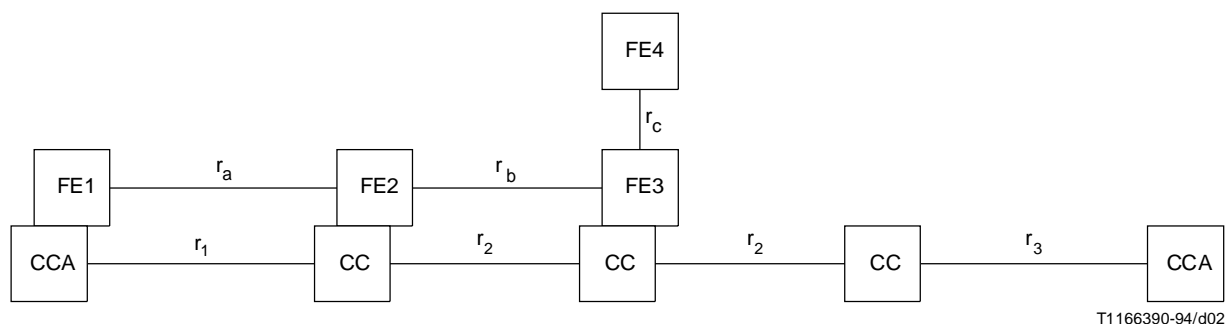 FE4
r_c
FE1
r_a
FE2
r_b
FE3
CCA
r_1
CC
r_2
CC
r_2
CC
r_3
CCA
T1166390-94/d02